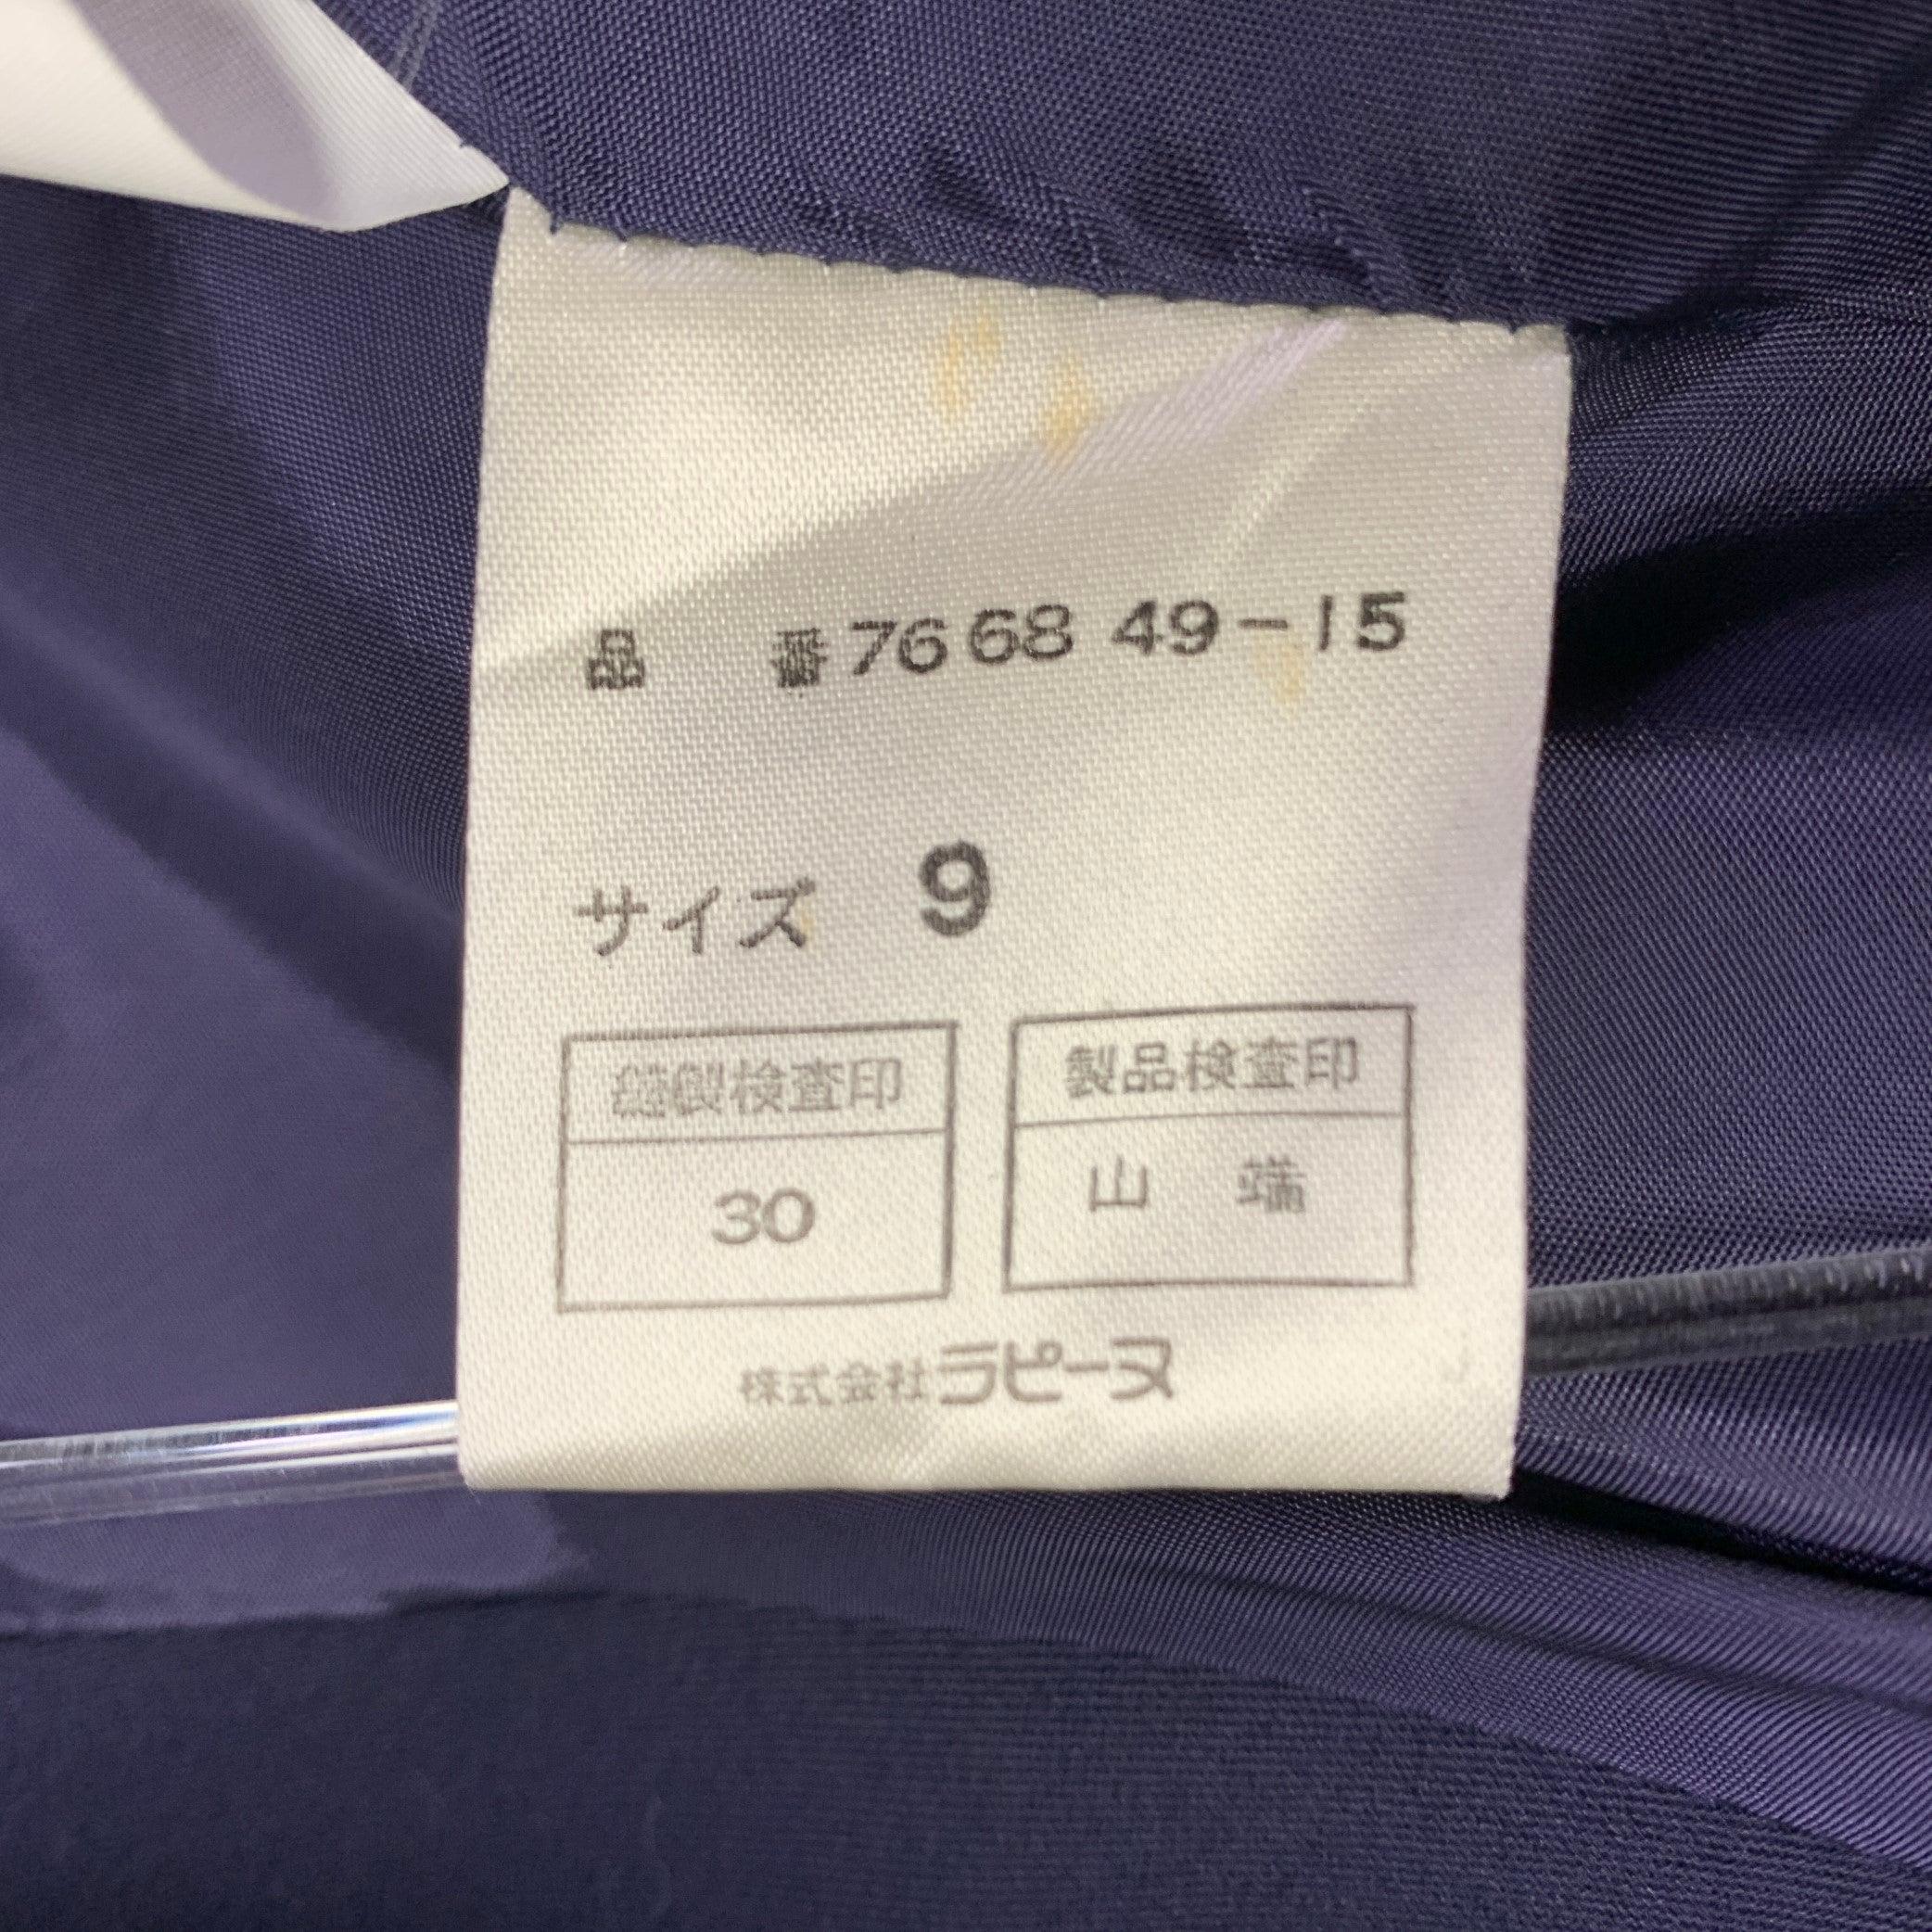 品 番 76 68 49-15
サイズ 9
縫製検査印 製品検査印
30 山 端
株式会社ラピーヌ